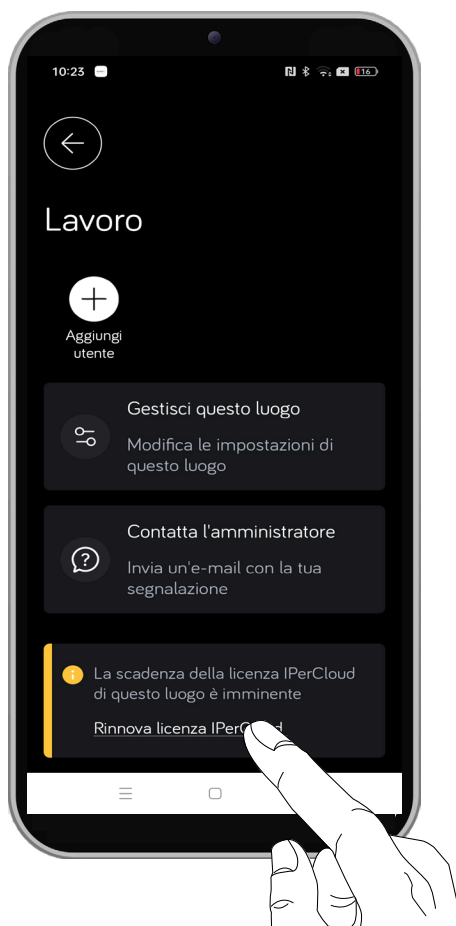 10:23
16
Lavoro
Aggiungi
utente
Gestisci questo luogo
Modifica le impostazioni di
questo luogo
Contatta l'amministratore
Invia un'e-mail con la tua
segnalazione
La scadenza della licenza IPerCloud
di questo luogo è imminente
Rinnova licenza IPerCloud